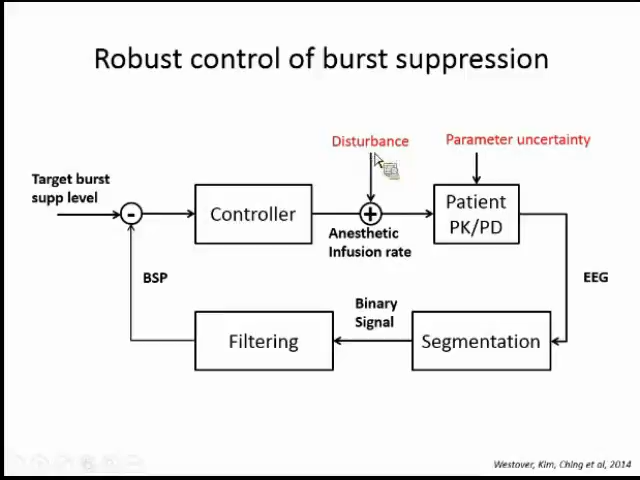 Robust control of burst suppression
Disturbance
Parameter uncertainty
Target burst
supp level
-
Controller
+
Anesthetic
Infusion rate
Patient
PK/PD
BSP
Binary
Signal
EEG
Filtering
Segmentation
Westover, Kim, Ching et al, 2014